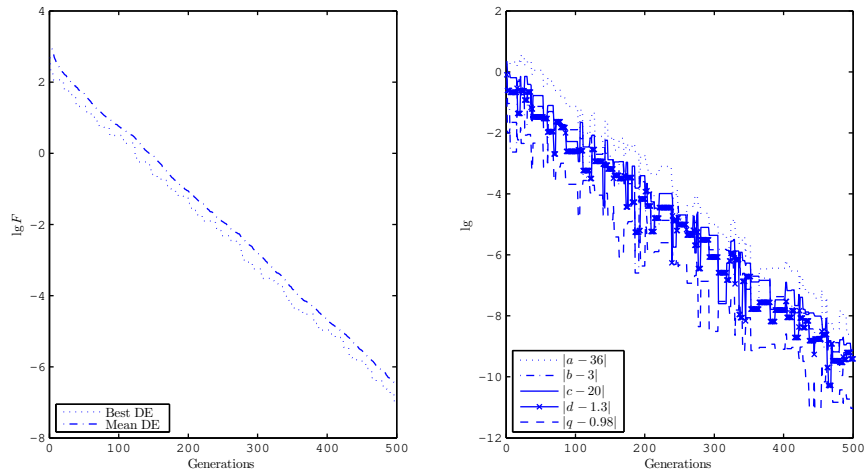 4
2
0
−2
−4
−6
−8
lg F
0
100
200
300
400
500
Generations
Best DE
Mean DE
2
0
−2
−4
−6
−8
−10
−12
lg
0
100
200
300
400
500
Generations
|a − 36|
|b − 3|
|c − 20|
|d − 1.3|
|q − 0.98|